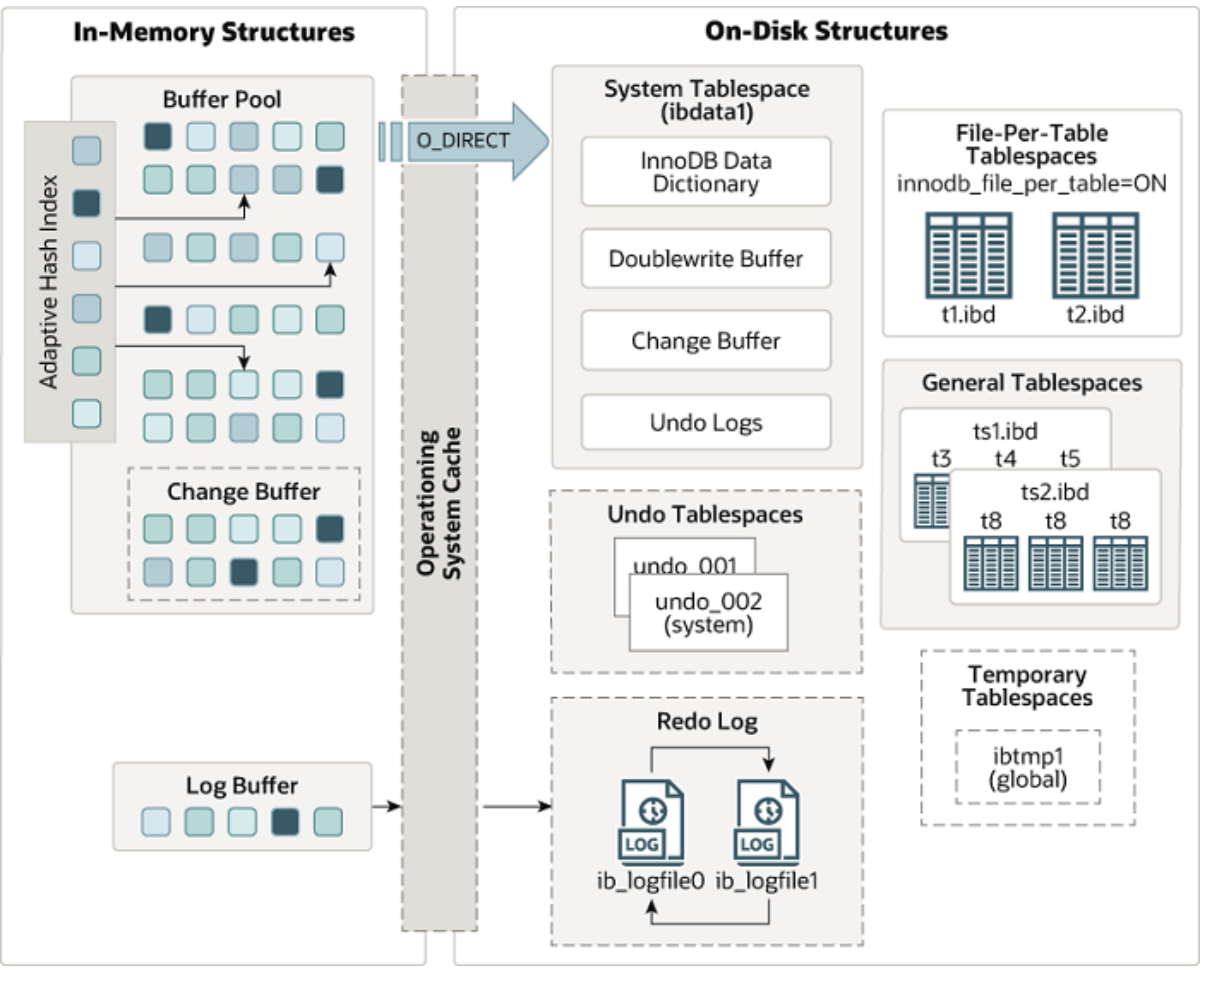 In-Memory Structures
Buffer Pool
Adaptive Hash Index
Change Buffer
Log Buffer
Operationing
System Cache
O_DIRECT
On-Disk Structures
System Tablespace
(ibdata1)
InnoDB Data
Dictionary
Doublewrite Buffer
Change Buffer
Undo Logs
Undo Tablespaces
undo_001
undo_002
(system)
Redo Log
LOG
LOG
ib_logfile0
ib_logfile1
File-Per-Table
Tablespaces
innodb_file_per_table=ON
t1.ibd
t2.ibd
General Tablespaces
ts1.ibd
t3 t4 t5
ts2.ibd
t8 t8 t8
Temporary
Tablespaces
ibtmp1
(global)